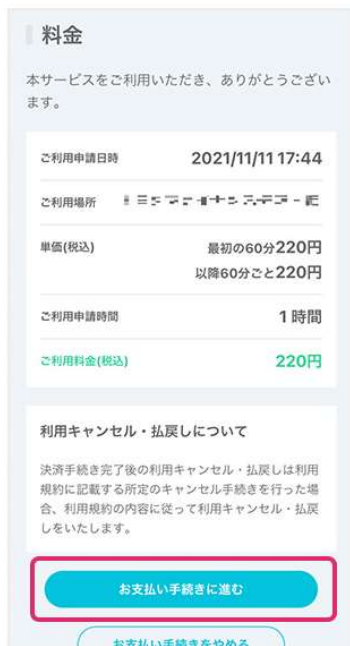 料金
本サービスをご利用いただき、ありがとうござい
ます。
ご利用申請日時 2021/11/11 17:44
ご利用場所
単価(税込) 最初の60分220円
以降60分ごと220円
ご利用申請時間 1時間
ご利用料金(税込) 220円
利用キャンセル・払戻しについて
決済手続き完了後の利用キャンセル・払戻しは利用
規約に記載する所定のキャンセル手続きを行った場
合、利用規約の内容に従って利用キャンセル・払戻
しをいたします。
お支払い手続きに進む
お支払い手続きをやめる